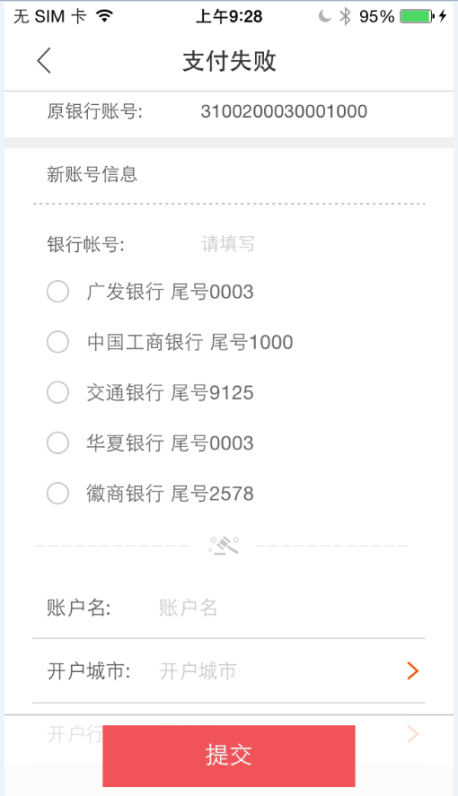 无 SIM 卡 上午9:28 95%
支付失败
原银行账号: 3100200030001000
新账号信息
银行帐号: 请填写
广发银行 尾号0003
中国工商银行 尾号1000
交通银行 尾号9125
华夏银行 尾号0003
徽商银行 尾号2578
账户名: 账户名
开户城市: 开户城市
开户行
提交